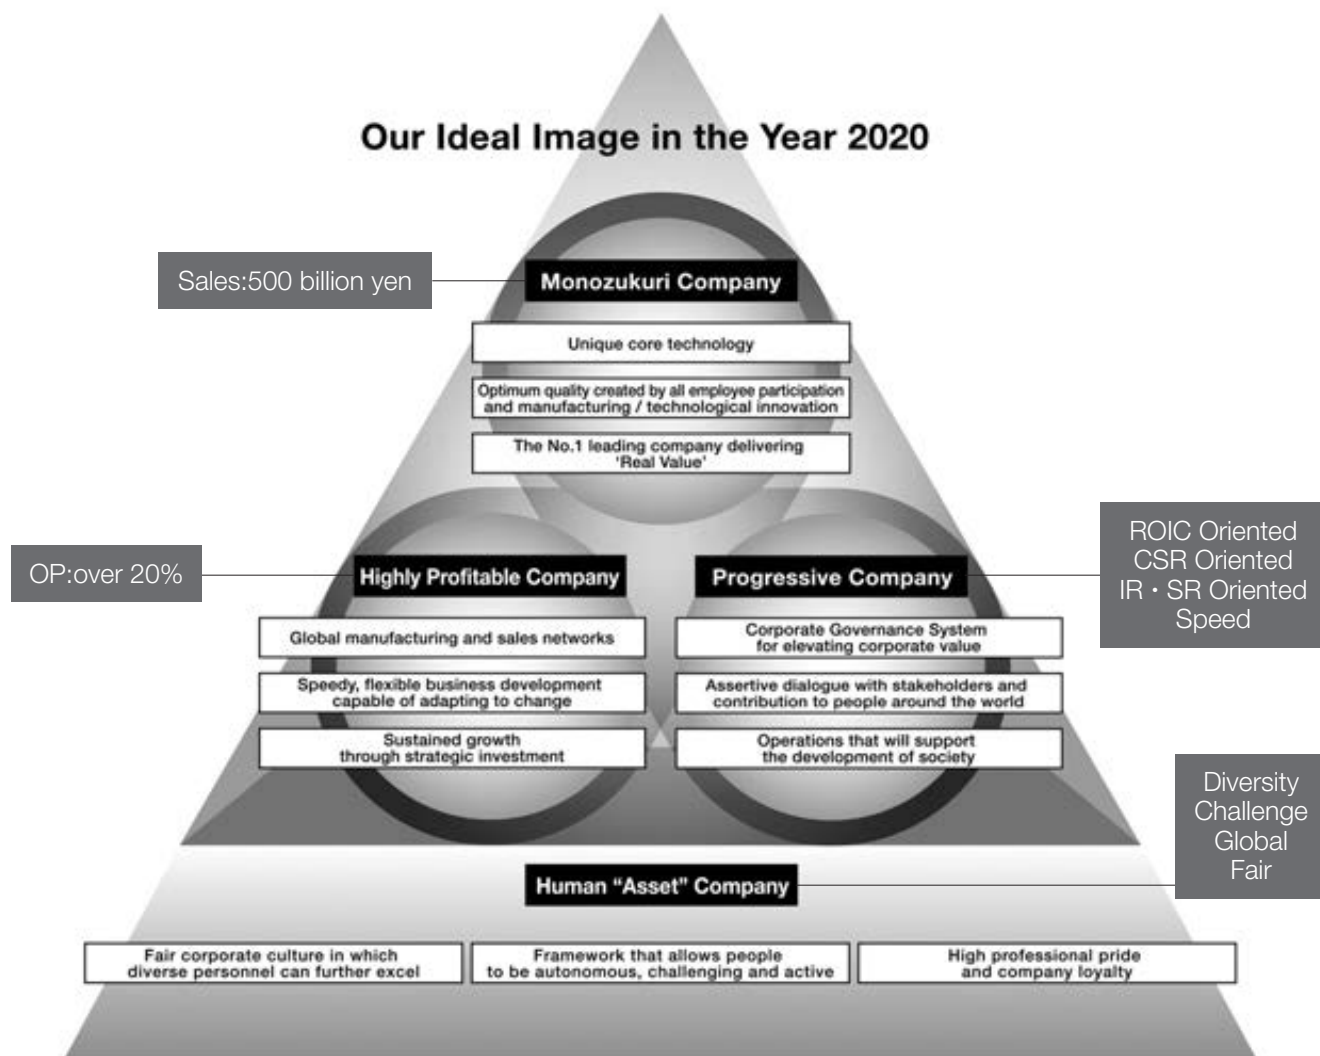 Our Ideal Image in the Year 2020
Sales:500 billion yen
Monozukuri Company
Unique core technology
Optimum quality created by all employee participation
and manufacturing / technological innovation
The No.1 leading company delivering
'Real Value'
OP:over 20%
Highly Profitable Company
Global manufacturing and sales networks
Speedy, flexible business development
capable of adapting to change
Sustained growth
through strategic investment
Progressive Company
Corporate Governance System
for elevating corporate value
Assertive dialogue with stakeholders and
contribution to people around the world
Operations that will support
the development of society
ROIC Oriented
CSR Oriented
IR・SR Oriented
Speed
Human “Asset” Company
Diversity
Challenge
Global
Fair
Fair corporate culture in which
diverse personnel can further excel
Framework that allows people
to be autonomous, challenging and active
High professional pride
and company loyalty